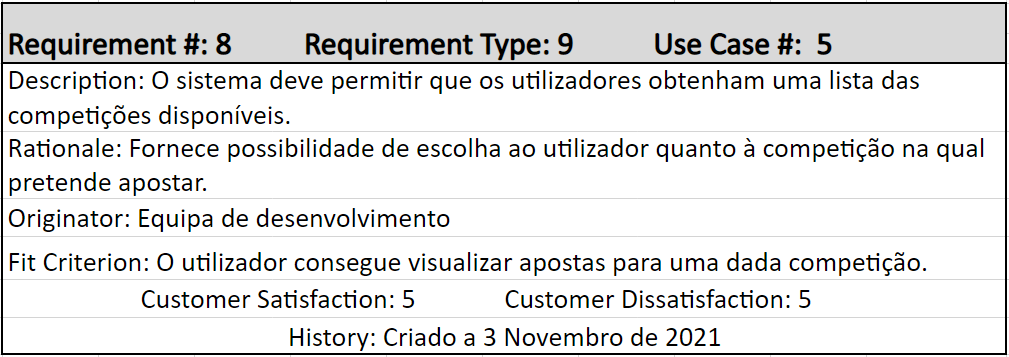 Requirement #: 8 Requirement Type: 9 Use Case #: 5
Description: O sistema deve permitir que os utilizadores obtenham uma lista das
competições disponíveis.
Rationale: Fornece possibilidade de escolha ao utilizador quanto à competição na qual
pretende apostar.
Originator: Equipa de desenvolvimento
Fit Criterion: O utilizador consegue visualizar apostas para uma dada competição.
Customer Satisfaction: 5 Customer Dissatisfaction: 5
History: Criado a 3 Novembro de 2021